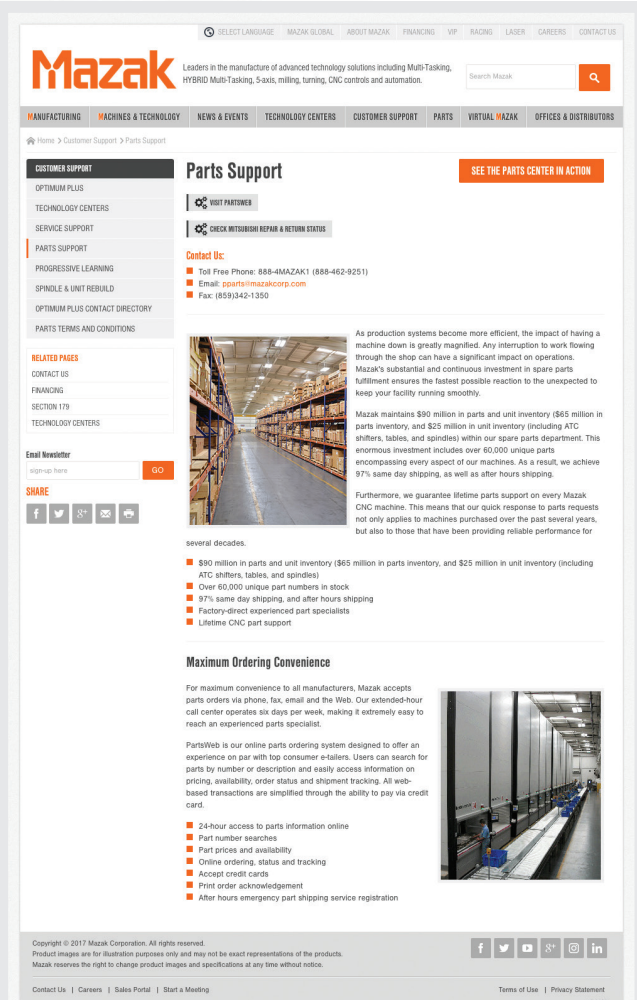 SELECT LANGUAGE MAZAK GLOBAL ABOUT MAZAK FINANCING VIP RACING LASER CAREERS CONTACT US
Mazak
Leaders in the manufacture of advanced technology solutions including Multi-Tasking,
HYBRID Multi-Tasking, 5-axis, milling, turning, CNC controls and automation.
Search Mazak
MANUFACTURING MACHINES & TECHNOLOGY NEWS & EVENTS TECHNOLOGY CENTERS CUSTOMER SUPPORT PARTS VIRTUAL MAZAK OFFICES & DISTRIBUTORS
Home > Customer Support > Parts Support
CUSTOMER SUPPORT
OPTIMUM PLUS
TECHNOLOGY CENTERS
SERVICE SUPPORT
PARTS SUPPORT
PROGRESSIVE LEARNING
SPINDLE & UNIT REBUILD
OPTIMUM PLUS CONTACT DIRECTORY
PARTS TERMS AND CONDITIONS
RELATED PAGES
CONTACT US
FINANCING
SECTION 179
TECHNOLOGY CENTERS
Email Newsletter
sign-up here
GO
SHARE
Parts Support
SEE THE PARTS CENTER IN ACTION
VISIT PARTSWEB
CHECK MITSUBISHI REPAIR & RETURN STATUS
Contact Us:
Toll Free Phone: 888-4MAZAK1 (888-462-9251)
Email: pparts@mazakcorp.com
Fax: (859)342-1350
As production systems become more efficient, the impact of having a
machine down is greatly magnified. Any interruption to work flowing
through the shop can have a significant impact on operations.
Mazak's substantial and continuous investment in spare parts
fulfillment ensures the fastest possible reaction to the unexpected to
keep your facility running smoothly.
Mazak maintains $90 million in parts and unit inventory ($65 million in
parts inventory, and $25 million in unit inventory (including ATC
shifters, tables, and spindles) within our spare parts department. This
enormous investment includes over 60,000 unique parts
encompassing every aspect of our machines. As a result, we achieve
97% same day shipping, as well as after hours shipping.
Furthermore, we guarantee lifetime parts support on every Mazak
CNC machine. This means that our quick response to parts requests
not only applies to machines purchased over the past several years,
but also to those that have been providing reliable performance for
several decades.
$90 million in parts and unit inventory ($65 million in parts inventory, and $25 million in unit inventory (including
ATC shifters, tables, and spindles)
Over 60,000 unique part numbers in stock
97% same day shipping, and after hours shipping
Factory-direct experienced part specialists
Lifetime CNC part support
Maximum Ordering Convenience
For maximum convenience to all manufacturers, Mazak accepts
parts orders via phone, fax, email and the Web. Our extended-hour
call center operates six days per week, making it extremely easy to
reach an experienced parts specialist.
PartsWeb is our online parts ordering system designed to offer an
experience on par with top consumer e-tailers. Users can search for
parts by number or description and easily access information on
pricing, availability, order status and shipment tracking. All web-
based transactions are simplified through the ability to pay via credit
card.
24-hour access to parts information online
Part number searches
Part prices and availability
Online ordering, status and tracking
Accept credit cards
Print order acknowledgement
After hours emergency part shipping service registration
Copyright © 2017 Mazak Corporation. All rights reserved.
Product images are for illustration purposes only and may not be exact representations of the products.
Mazak reserves the right to change product images and specifications at any time without notice.
Contact Us | Careers | Sales Portal | Start a Meeting
Terms of Use | Privacy Statement